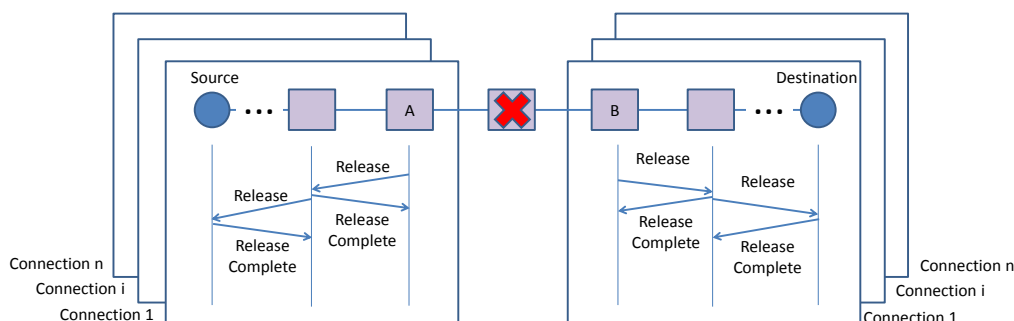 Source
Destination
...
A
B
...
Release
Release
Release
Release
Release
Complete
Release
Complete
Release
Complete
Release
Complete
Connection n
Connection i
Connection 1
Connection n
Connection i
Connection 1